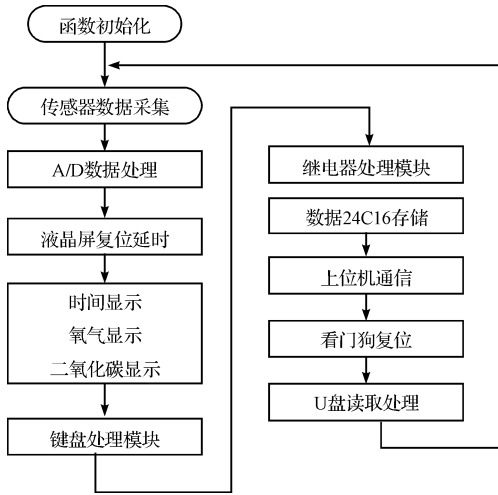 函数初始化
传感器数据采集
A/D数据处理
液晶屏复位延时
时间显示
氧气显示
二氧化碳显示
键盘处理模块
继电器处理模块
数据24C16存储
上位机通信
看门狗复位
U盘读取处理